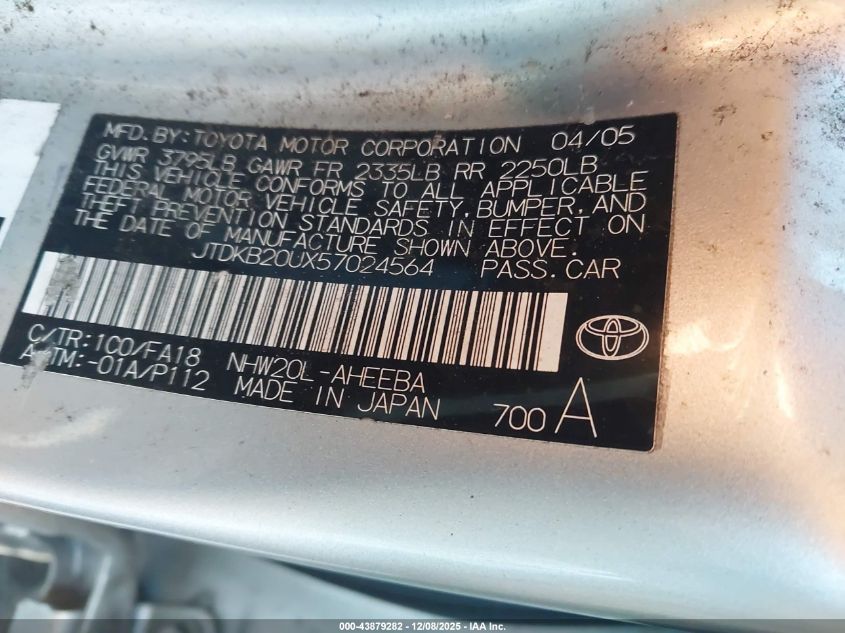 MFD.BY:TOYOTA MOTOR CORPORATION 04/05
GVWR 3795LB GAWR FR 2335LB RR 2250LB
THIS VEHICLE CONFORMS TO ALL APPLICABLE
FEDERAL MOTOR VEHICLE SAFETY,BUMPER,AND
THEFT PREVENTION STANDARDS IN EFFECT ON
THE DATE OF MANUFACTURE SHOWN ABOVE.
JTDKB20UX57024564 PASS.CAR
C/TR:1C0/FA18 NHW20L-AHEEBA
A/TM:-01A/P112 MADE IN JAPAN
700 A
000-43879282 - 12/08/2025 - © IAA Inc.